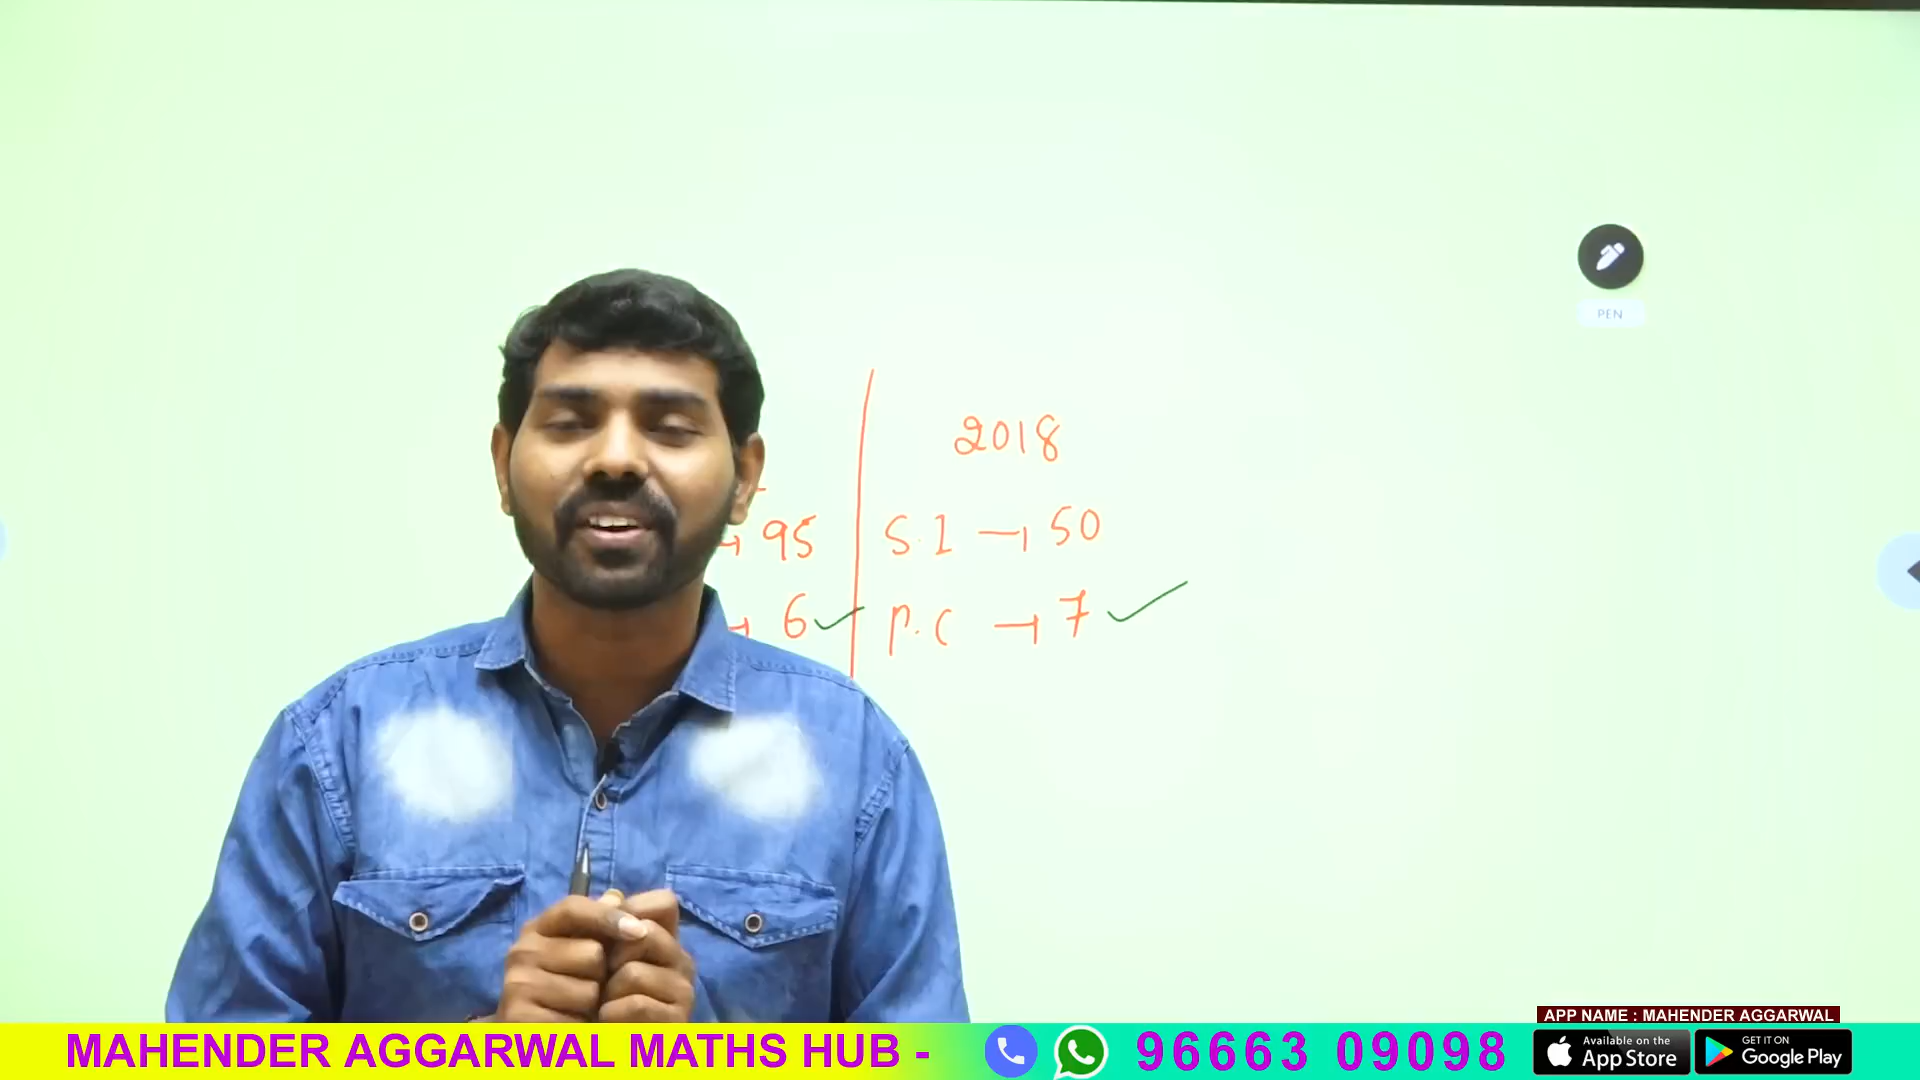 PEN
2018
→ 95
S.I → 50
→ 6 ✓
P.C → 7 ✓
APP NAME : MAHENDER AGGARWAL
MAHENDER AGGARWAL MATHS HUB -
96663 09098
Available on the
App Store
GET IT ON
Google Play